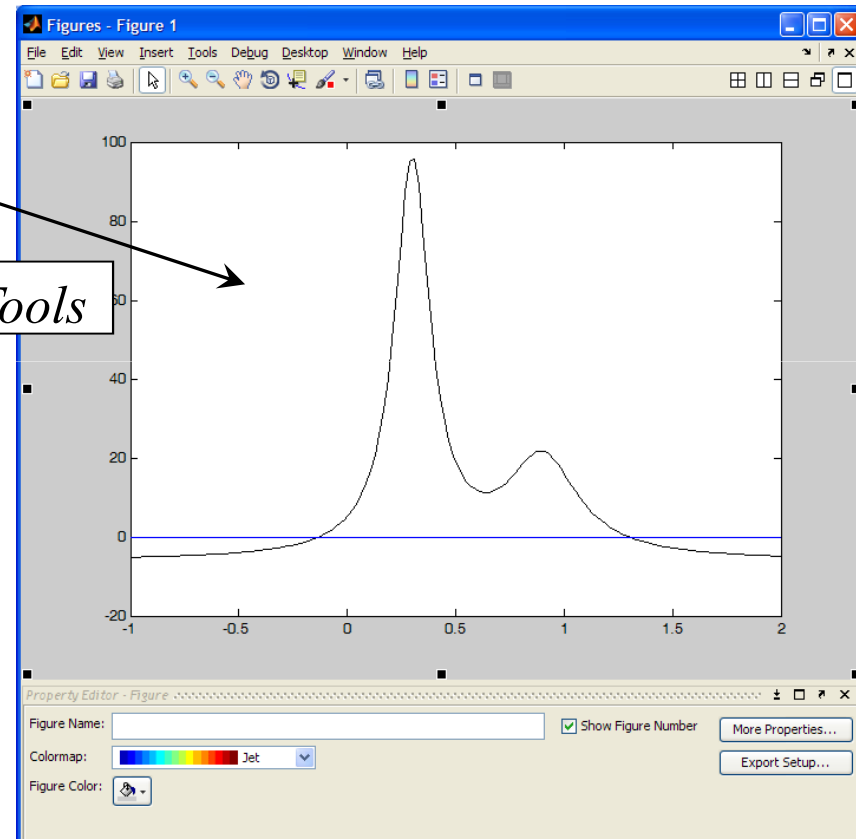 Figures - Figure 1
File Edit View Insert Tools Debug Desktop Window Help
100
80
60
40
20
0
-20
-1 -0.5 0 0.5 1 1.5 2
Tools
Property Editor - Figure
Figure Name:
Show Figure Number
More Properties...
Colormap:
Jet
Export Setup...
Figure Color: